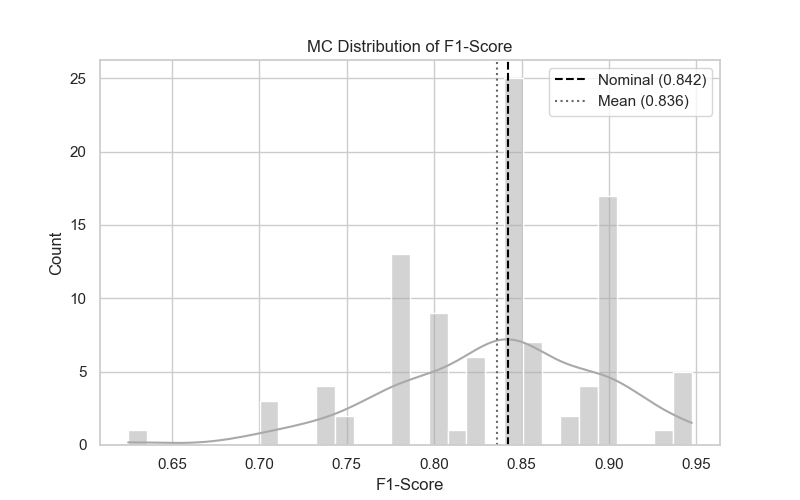 MC Distribution of F1-Score
Nominal (0.842)
Mean (0.836)
Count
25
20
15
10
5
0
0.65 0.70 0.75 0.80 0.85 0.90 0.95
F1-Score